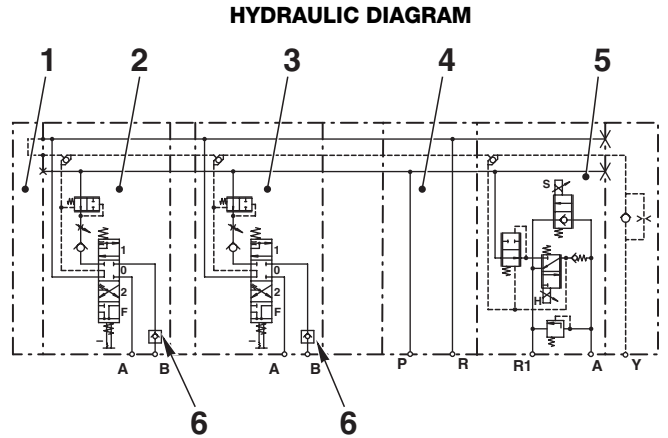 HYDRAULIC DIAGRAM
1 2 3 4 5
S
1 1
0 0
2 2
H
F F
A B A B P R R1 A Y
6 6